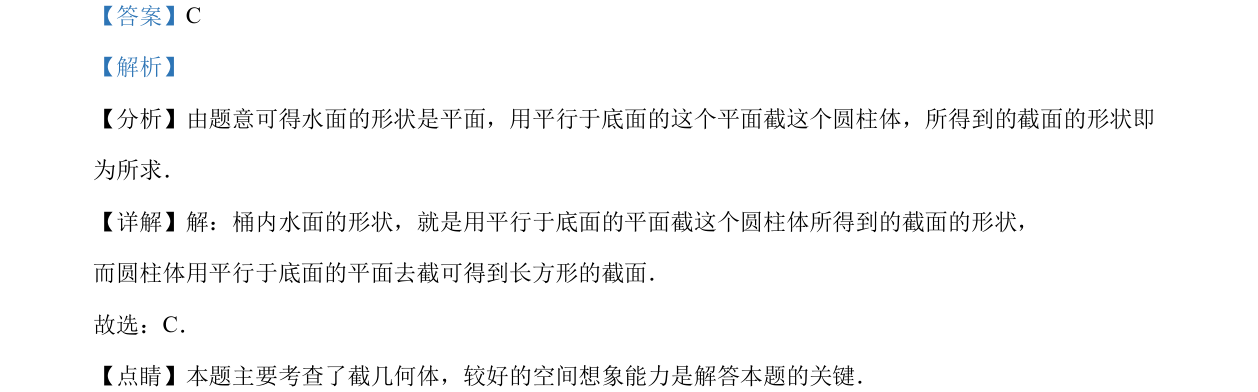 【答案】C
【解析】
【分析】由题意可得水面的形状是平面，用平行于底面的这个平面截这个圆柱体，所得到的截面的形状即
为所求．
【详解】解：桶内水面的形状，就是用平行于底面的平面截这个圆柱体所得到的截面的形状，
而圆柱体用平行于底面的平面去截可得到长方形的截面．
故选：C．
【点睛】本题主要考查了截几何体，较好的空间想象能力是解答本题的关键．